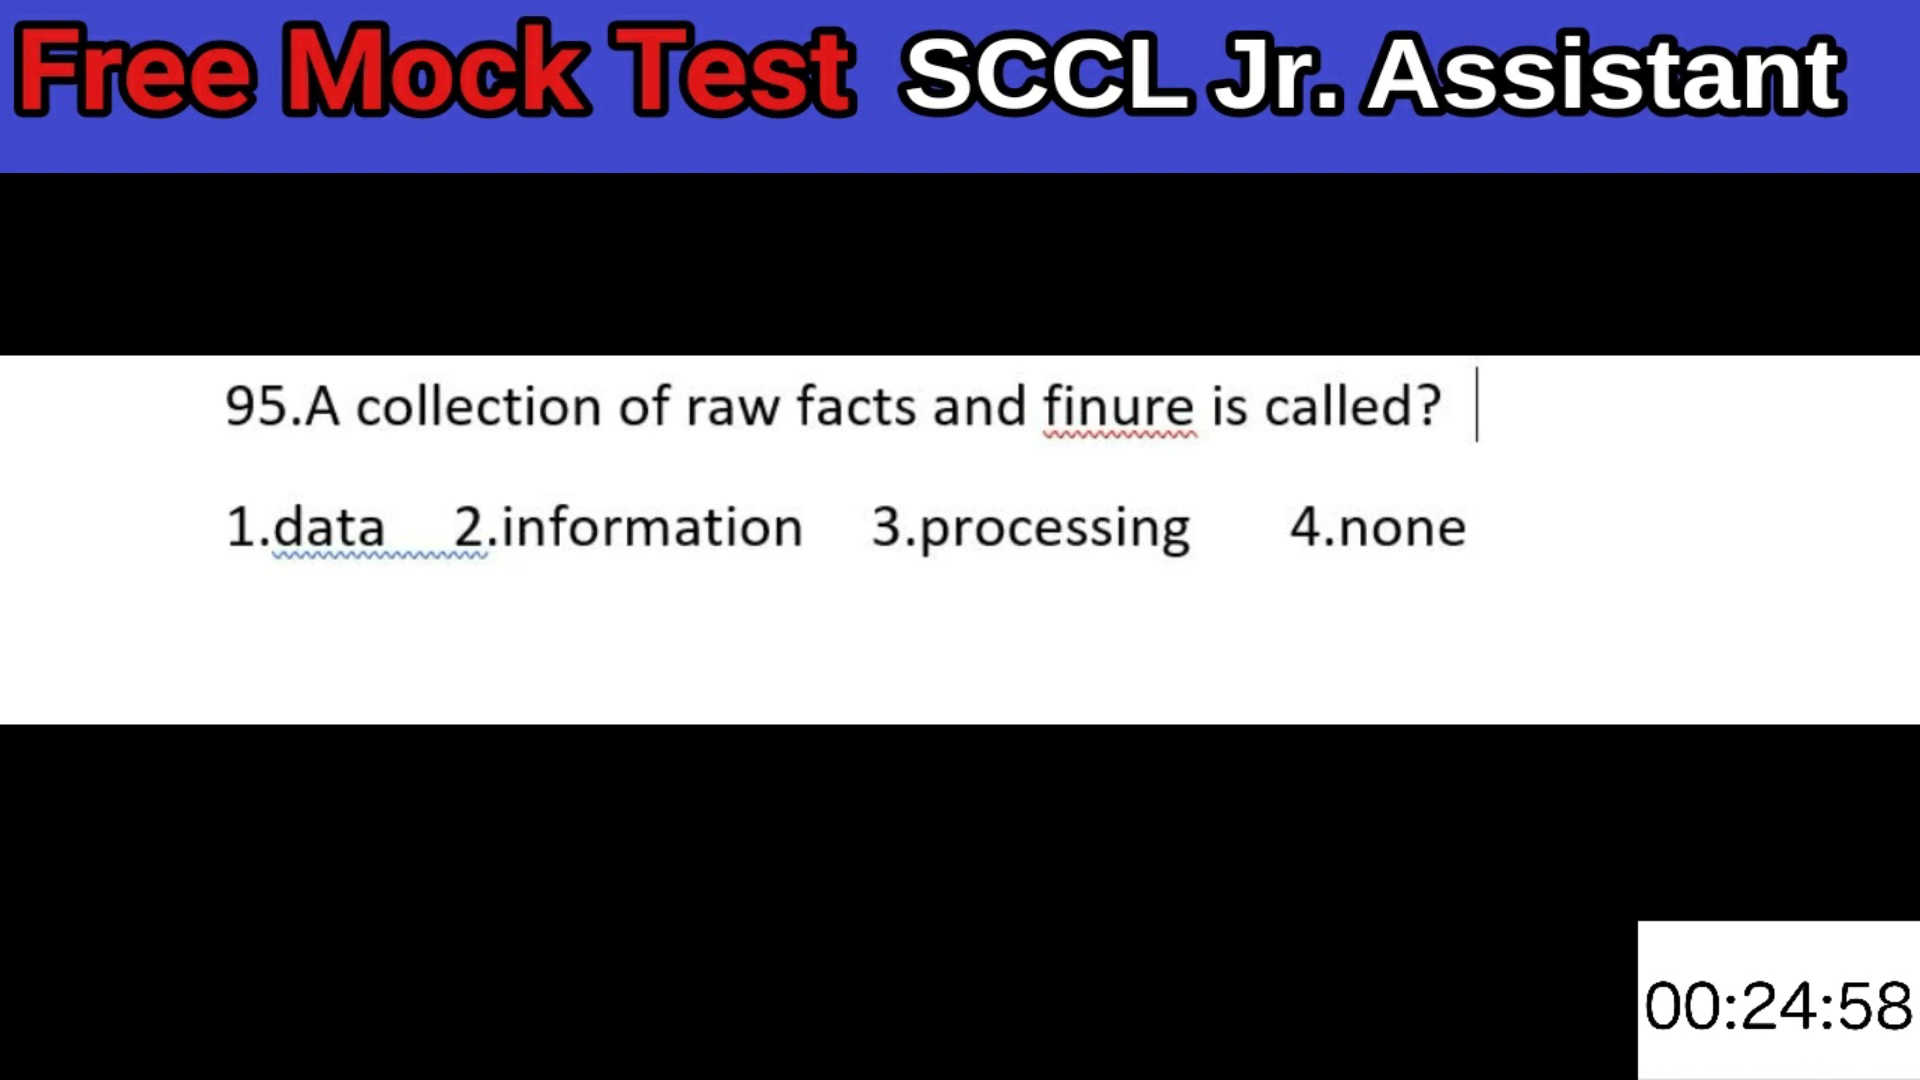 Free Mock Test SCCL Jr. Assistant
95.A collection of raw facts and finure is called?
1.data 2.information 3.processing 4.none
00:24:58